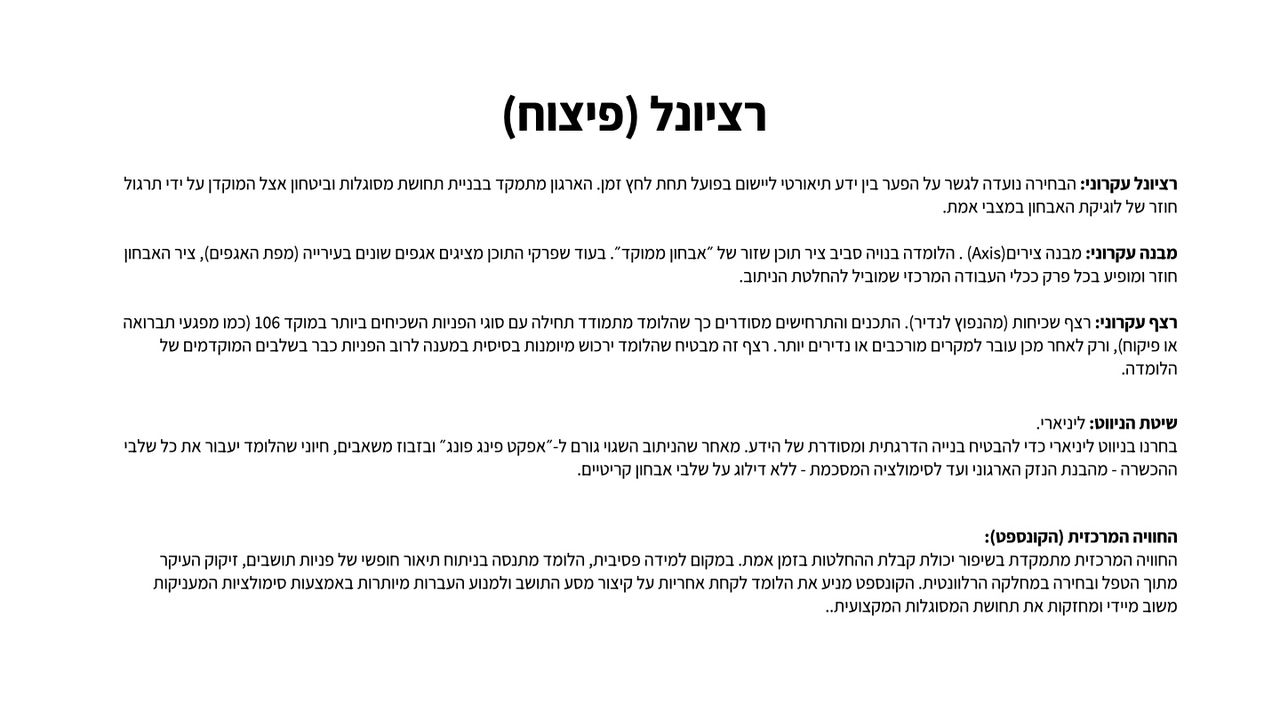 רציונל (פיצוח)
רציונל עקרוני: הבחירה נועדה לגשר על הפער בין ידע תיאורטי ליישום בפועל תחת לחץ זמן. הארגון מתמקד בבניית תחושת מסוגלות וביטחון אצל המוקדן על ידי תרגול
חוזר של לוגיקת האבחון במצבי אמת.
מבנה עקרוני: מבנה צירים(Axis) . הלומדה בנויה סביב ציר תוכן שזור של ״אבחון ממוקד״. בעוד שפרקי התוכן מציגים אגפים שונים בעירייה (מפת האגפים), ציר האבחון
חוזר ומופיע בכל פרק ככלי העבודה המרכזי שמוביל להחלטת הניתוב.
רצף עקרוני: רצף שכיחות (מהנפוץ לנדיר). התכנים והתרחישים מסודרים כך שהלומד מתמודד תחילה עם סוגי הפניות השכיחים ביותר במוקד 106 (כמו מפגעי תברואה
או פיקוח), ורק לאחר מכן עובר למקרים מורכבים או נדירים יותר. רצף זה מבטיח שהלומד ירכוש מיומנות בסיסית במענה לרוב הפניות כבר בשלבים המוקדמים של
הלומדה.
שיטת הניווט: ליניארי.
בחרנו בניווט ליניארי כדי להבטיח בנייה הדרגתית ומסודרת של הידע. מאחר שהניתוב השגוי גורם ל-״אפקט פינג פונג״ ובזבוז משאבים, חיוני שהלומד יעבור את כל שלבי
ההכשרה - מהבנת הנזק הארגוני ועד לסימולציה המסכמת - ללא דילוג על שלבי אבחון קריטיים.
החוויה המרכזית (הקונספט):
החוויה המרכזית מתמקדת בשיפור יכולת קבלת ההחלטות בזמן אמת. במקום למידה פסיבית, הלומד מתנסה בניתוח תיאור חופשי של פניות תושבים, זיקוק העיקר
מתוך הטפל ובחירה במחלקה הרלוונטית. הקונספט מניע את הלומד לקחת אחריות על קיצור מסע התושב ולמנוע העברות מיותרות באמצעות סימולציות המעניקות
משוב מיידי ומחזקות את תחושת המסוגלות המקצועית..